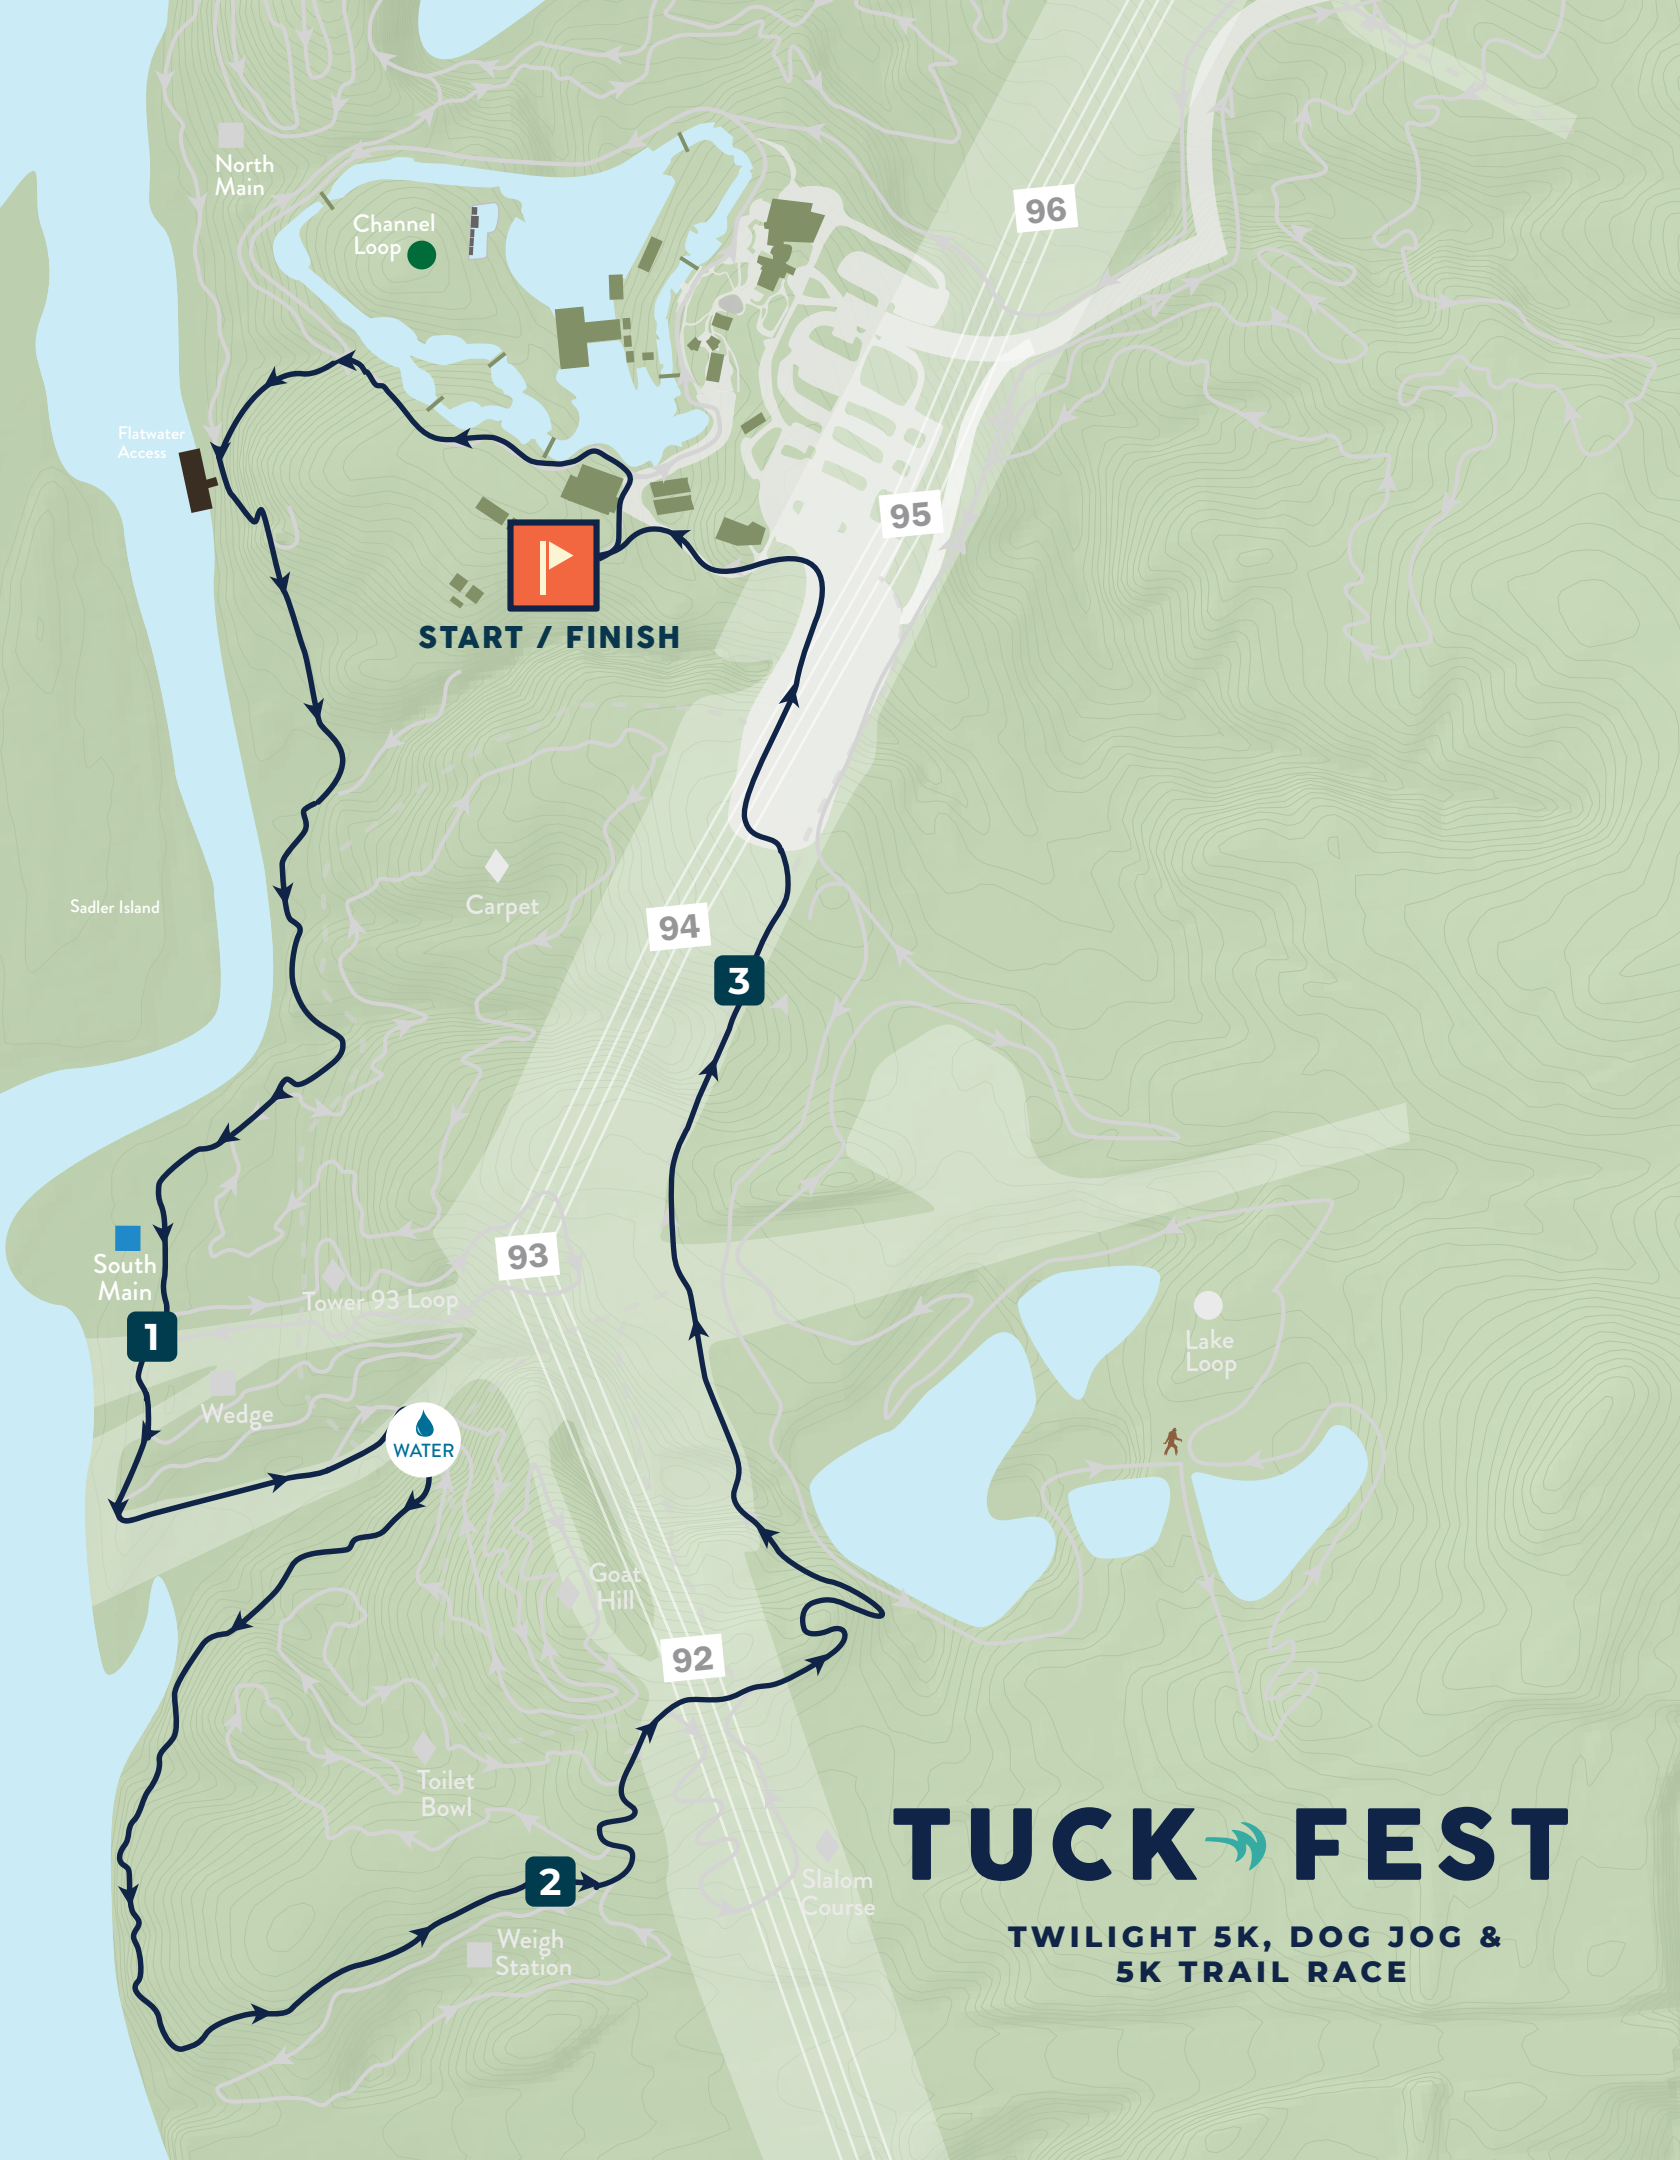 North
Main
Channel
Loop
96
Flatwater
Access
95
START / FINISH
Carpet
Sadler Island
94
3
South
Main
93
Tower 93 Loop
1
Lake
Loop
Wedge
WATER
Goat
Hill
92
Toilet
Bowl
2
Slalom
Course
Weigh
Station
TUCK FEST
TWILIGHT 5K, DOG JOG &
5K TRAIL RACE